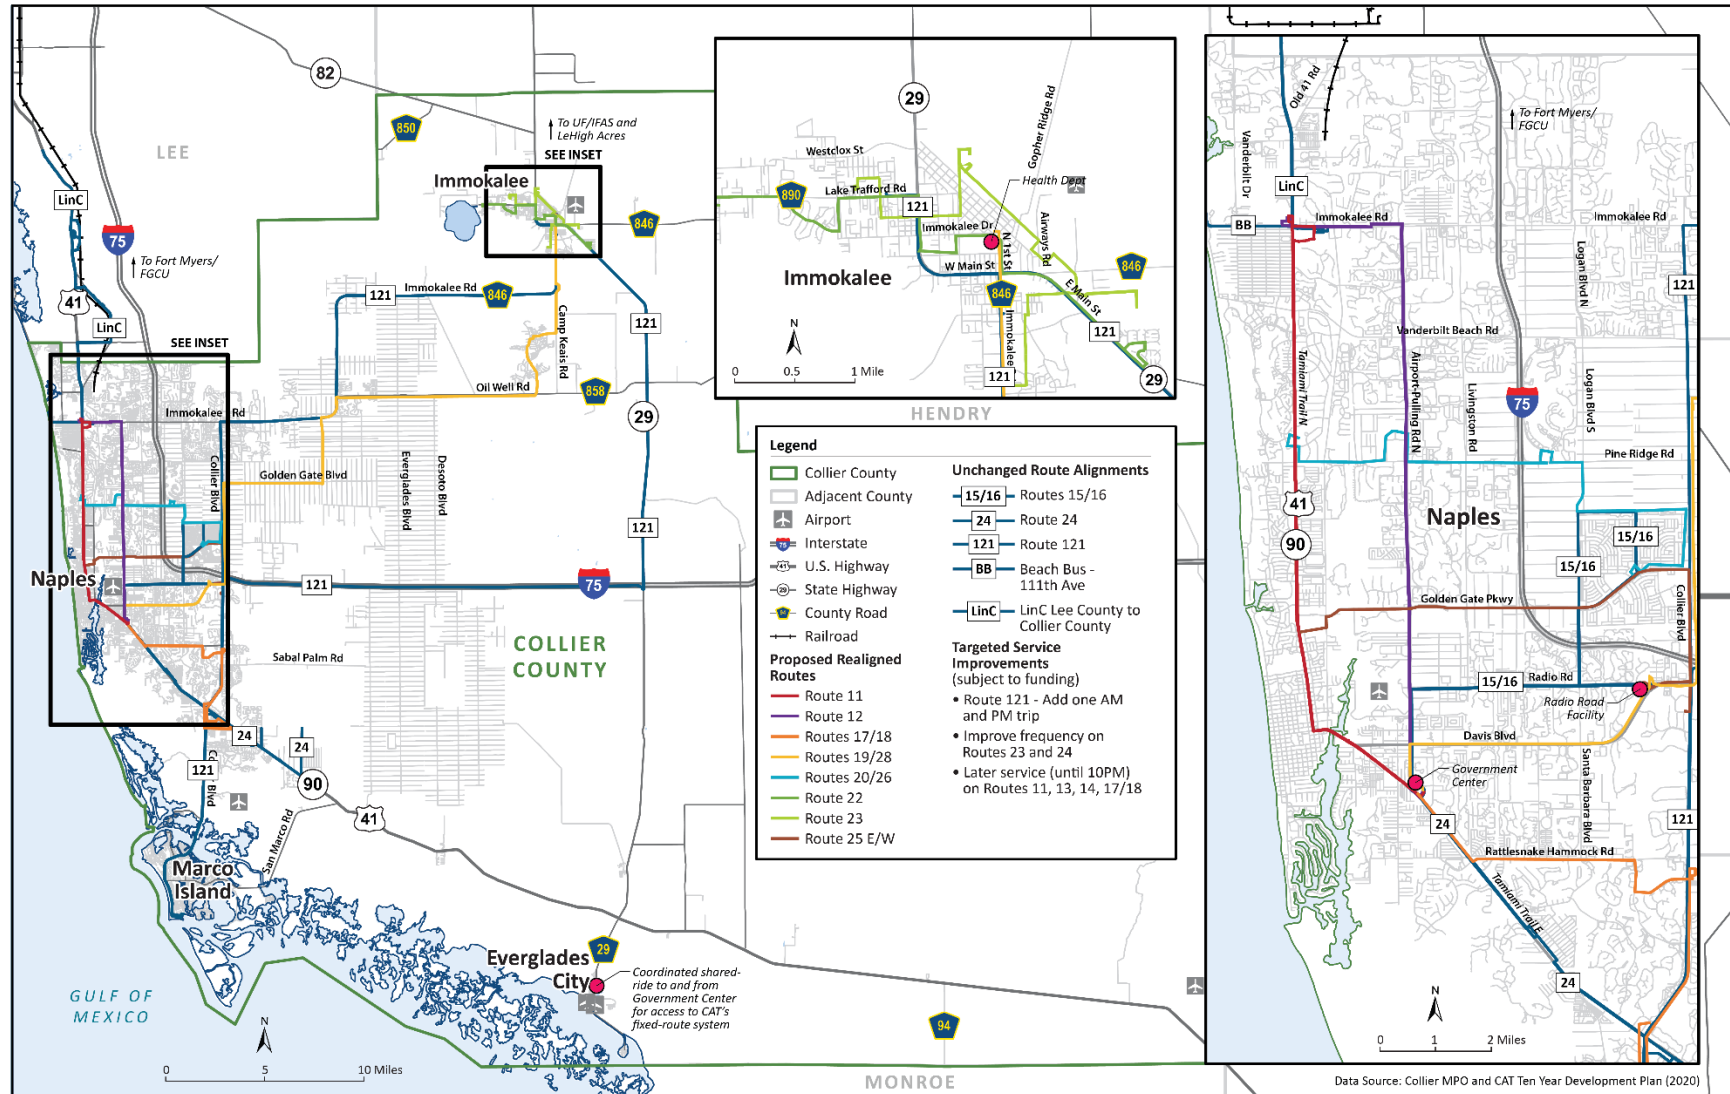 82
850
To UF/IFAS and
LeHigh Acres
LEE
SEE INSET
Immokalee
LinC
846
75
To Fort Myers/
FGCU
41
LinC
121
Immokalee Rd
846
121
Camp Keais Rd
SEE INSET
Oil Well Rd
858
Immokalee Rd
29
Collier Blvd
Golden Gate Blvd
Everglades Blvd
Desoto Blvd
121
Naples
121
75
COLLIER
COUNTY
Sabal Palm Rd
24
24
121
90
41
San Marco Rd
Marco
Island
Everglades
City
29
Coordinated shared-
ride to and from
Government Center
for access to CAT's
fixed-route system
GULF OF
MEXICO
N
0 5 10 Miles
94
MONROE
HENDRY
29
Gopher Ridge Rd
Westclox St
Health Dept
890
Lake Trafford Rd
121
Immokalee Dr
N 1st St
Airways Rd
W Main St
846
Immokalee
846
E Main St
Immokalee
121
121
29
N
0 0.5 1 Mile
Legend
Collier County
Adjacent County
Airport
75 Interstate
41 U.S. Highway
29 State Highway
County Road
Railroad
Proposed Realigned
Routes
Route 11
Route 12
Routes 17/18
Routes 19/28
Routes 20/26
Route 22
Route 23
Route 25 E/W
Unchanged Route Alignments
15/16 Routes 15/16
24 Route 24
121 Route 121
BB Beach Bus -
111th Ave
LinC LinC Lee County to
Collier County
Targeted Service
Improvements
(subject to funding)
• Route 121 - Add one AM
and PM trip
• Improve frequency on
Routes 23 and 24
• Later service (until 10PM)
on Routes 11, 13, 14, 17/18
Old 41 Rd
To Fort Myers/
FGCU
Vanderbilt Dr
LinC
BB
Immokalee Rd
Immokalee Rd
Logan Blvd N
121
Vanderbilt Beach Rd
Tamiami Trail N
Airport-Pulling Rd N
Livingston Rd
75
Logan Blvd S
Pine Ridge Rd
41
Naples
90
15/16
15/16
Golden Gate Pkwy
Collier Blvd
15/16
Radio Rd
Radio Road
Facility
Davis Blvd
Government
Center
Santa Barbara Blvd
24
121
Rattlesnake Hammock Rd
Tamiami Trail E
24
N
0 1 2 Miles
Data Source: Collier MPO and CAT Ten Year Development Plan (2020)